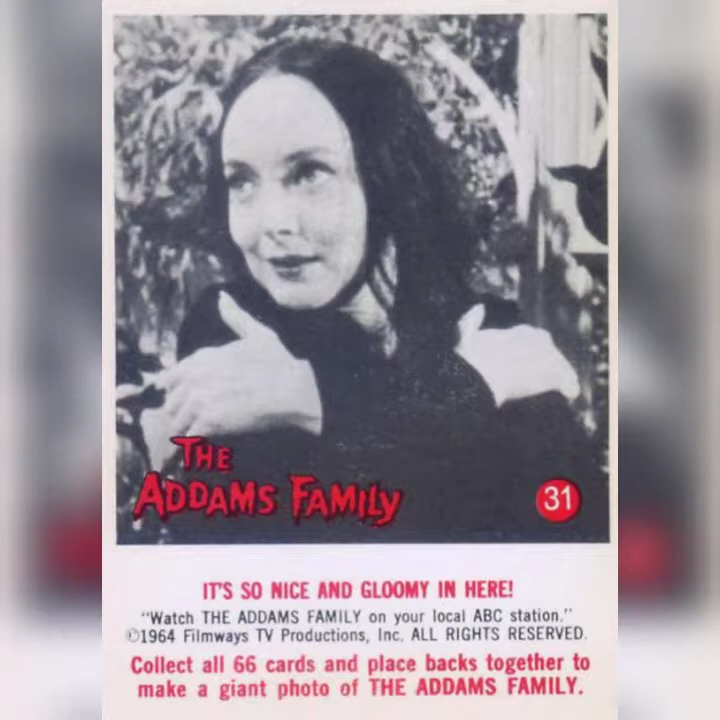 THE
ADDAMS FAMILY
31
IT'S SO NICE AND GLOOMY IN HERE!
"Watch THE ADDAMS FAMILY on your local ABC station."
©1964 Filmways TV Productions, Inc. ALL RIGHTS RESERVED.
Collect all 66 cards and place backs together to
make a giant photo of THE ADDAMS FAMILY.